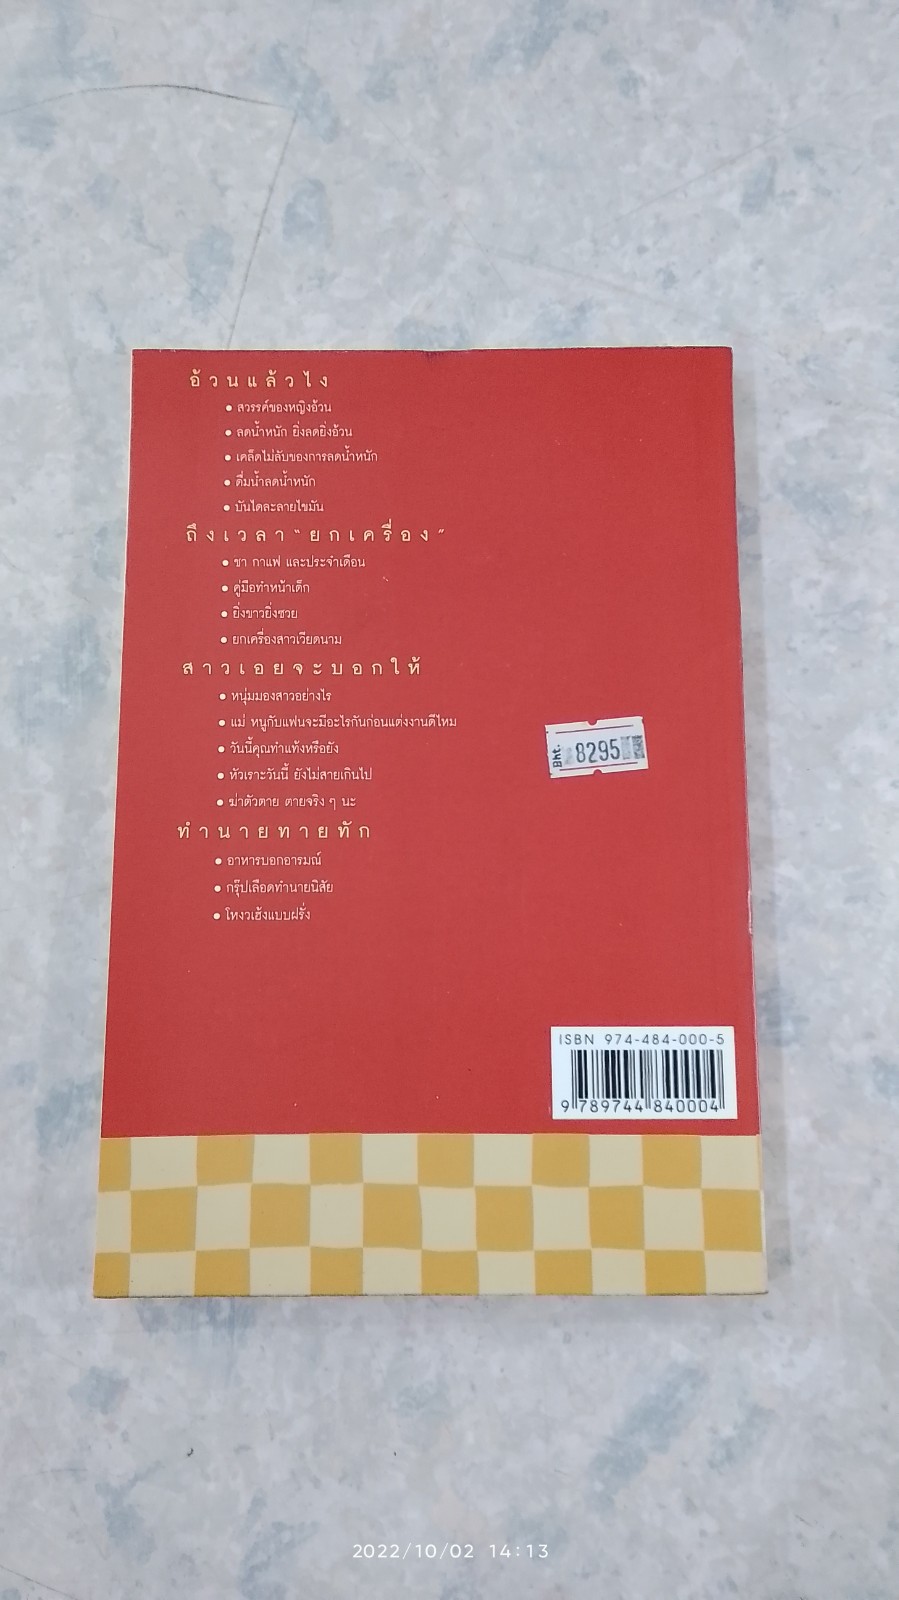 อ้วนแล้วไง
● สวรรค์ของหญิงอ้วน
● ลดน้ำหนัก ยิ่งลดยิ่งอ้วน
● เคล็ดไม่ลับของการลดน้ำหนัก
● ดื่มน้ำลดน้ำหนัก
● บันไดละลายไขมัน
ถึงเวลา "ยกเครื่อง"
● ชา กาแฟ และประจำเดือน
● คู่มือทำหน้าเด็ก
● ยิ่งขาวยิ่งซวย
● ยกเครื่องสาวเวียดนาม
สาวเอยจะบอกให้
● หนุ่มมองสาวอย่างไร
● แม่ หนูกับแฟนจะมีอะไรกันก่อนแต่งงานดีไหม
● วันนี้คุณทำแท้งหรือยัง
● หัวเราะวันนี้ ยังไม่สายเกินไป
● ฆ่าตัวตาย ตายจริง ๆ นะ
ทำนายทายทัก
● อาหารบอกอารมณ์
● กรุ๊ปเลือดทำนายนิสัย
● โหงวเฮ้งแบบฝรั่ง
Bht. 8295
ISBN 974-484-000-5
9 789744 840004
2022/10/02 14:13